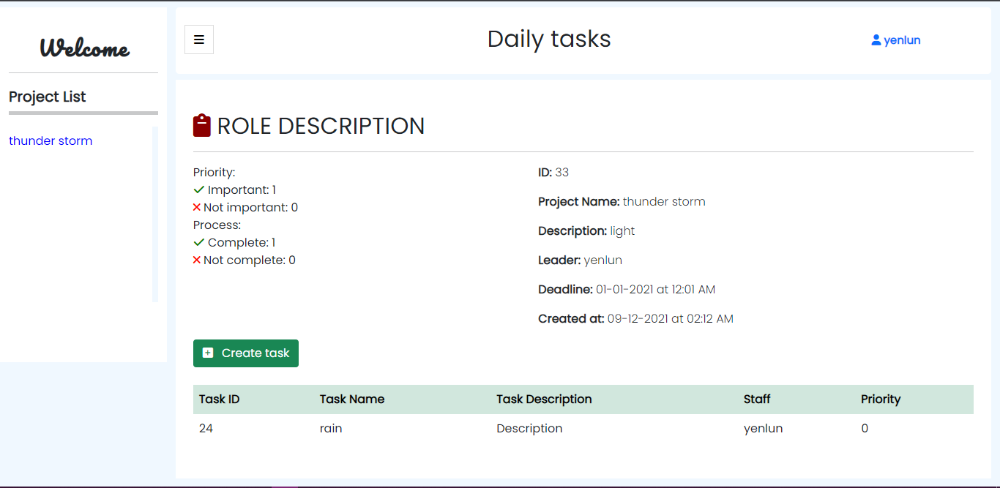 Welcome
Project List
thunder storm
Daily tasks
yenlun
ROLE DESCRIPTION
Priority:
Important: 1
Not important: 0
Process:
Complete: 1
Not complete: 0
ID: 33
Project Name: thunder storm
Description: light
Leader: yenlun
Deadline: 01-01-2021 at 12:01 AM
Created at: 09-12-2021 at 02:12 AM
Create task
Task ID Task Name Task Description Staff Priority
24 rain Description yenlun 0